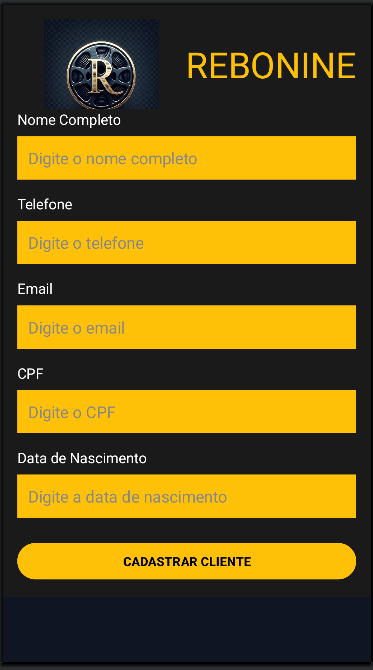 R
REBONINE
Nome Completo
Digite o nome completo
Telefone
Digite o telefone
Email
Digite o email
CPF
Digite o CPF
Data de Nascimento
Digite a data de nascimento
CADASTRAR CLIENTE